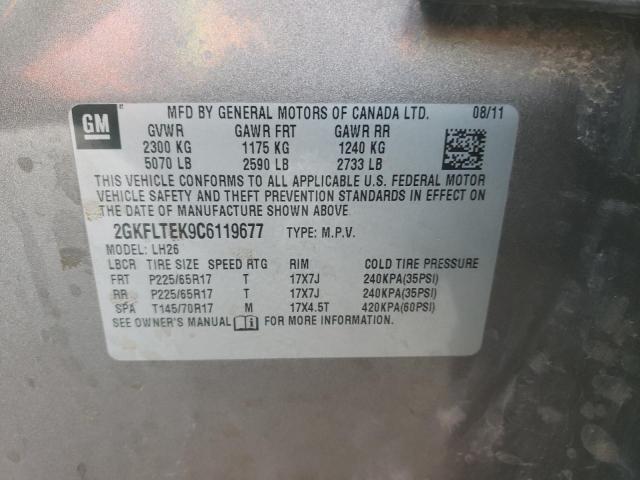 GM
MFD BY GENERAL MOTORS OF CANADA LTD. 08/11
GVWR GAWR FRT GAWR RR
2300 KG 1175 KG 1240 KG
5070 LB 2590 LB 2733 LB
THIS VEHICLE CONFORMS TO ALL APPLICABLE U.S. FEDERAL MOTOR
VEHICLE SAFETY AND THEFT PREVENTION STANDARDS IN EFFECT ON
THE DATE OF MANUFACTURE SHOWN ABOVE.
2GKFLTEK9C6119677 TYPE: M.P.V.
MODEL: LH26
LBCR TIRE SIZE SPEED RTG RIM COLD TIRE PRESSURE
FRT P225/65R17 T 17X7J 240KPA(35PSI)
RR P225/65R17 T 17X7J 240KPA(35PSI)
SPA T145/70R17 M 17X4.5T 420KPA(60PSI)
SEE OWNER'S MANUAL FOR MORE INFORMATION.